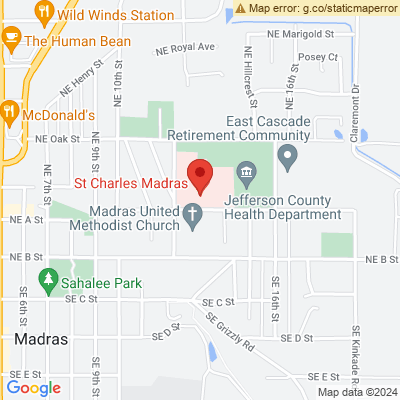 Map error: g.co/staticmaperror
Wild Winds Station
NE Marigold St
The Human Bean
NE Royal Ave
Posey Ct
NE Henry St
NE 10th St
NE Hillcrest St
NE 16th St
Claremont Dr
McDonald's
East Cascade
Retirement Community
NE Oak St
NE 9th St
NE 7th St
St Charles Madras
Jefferson County
Health Department
Madras United
Methodist Church
NE A St
NE B St
NE B St
Sahalee Park
SE 6th St
SE C St
SE C St
SE 16th St
SE Grizzly Rd
SE D St
SE D St
Madras
SE Kinkade Rd
SE 9th St
SE E St
SE E St
Google
Map data ©2024